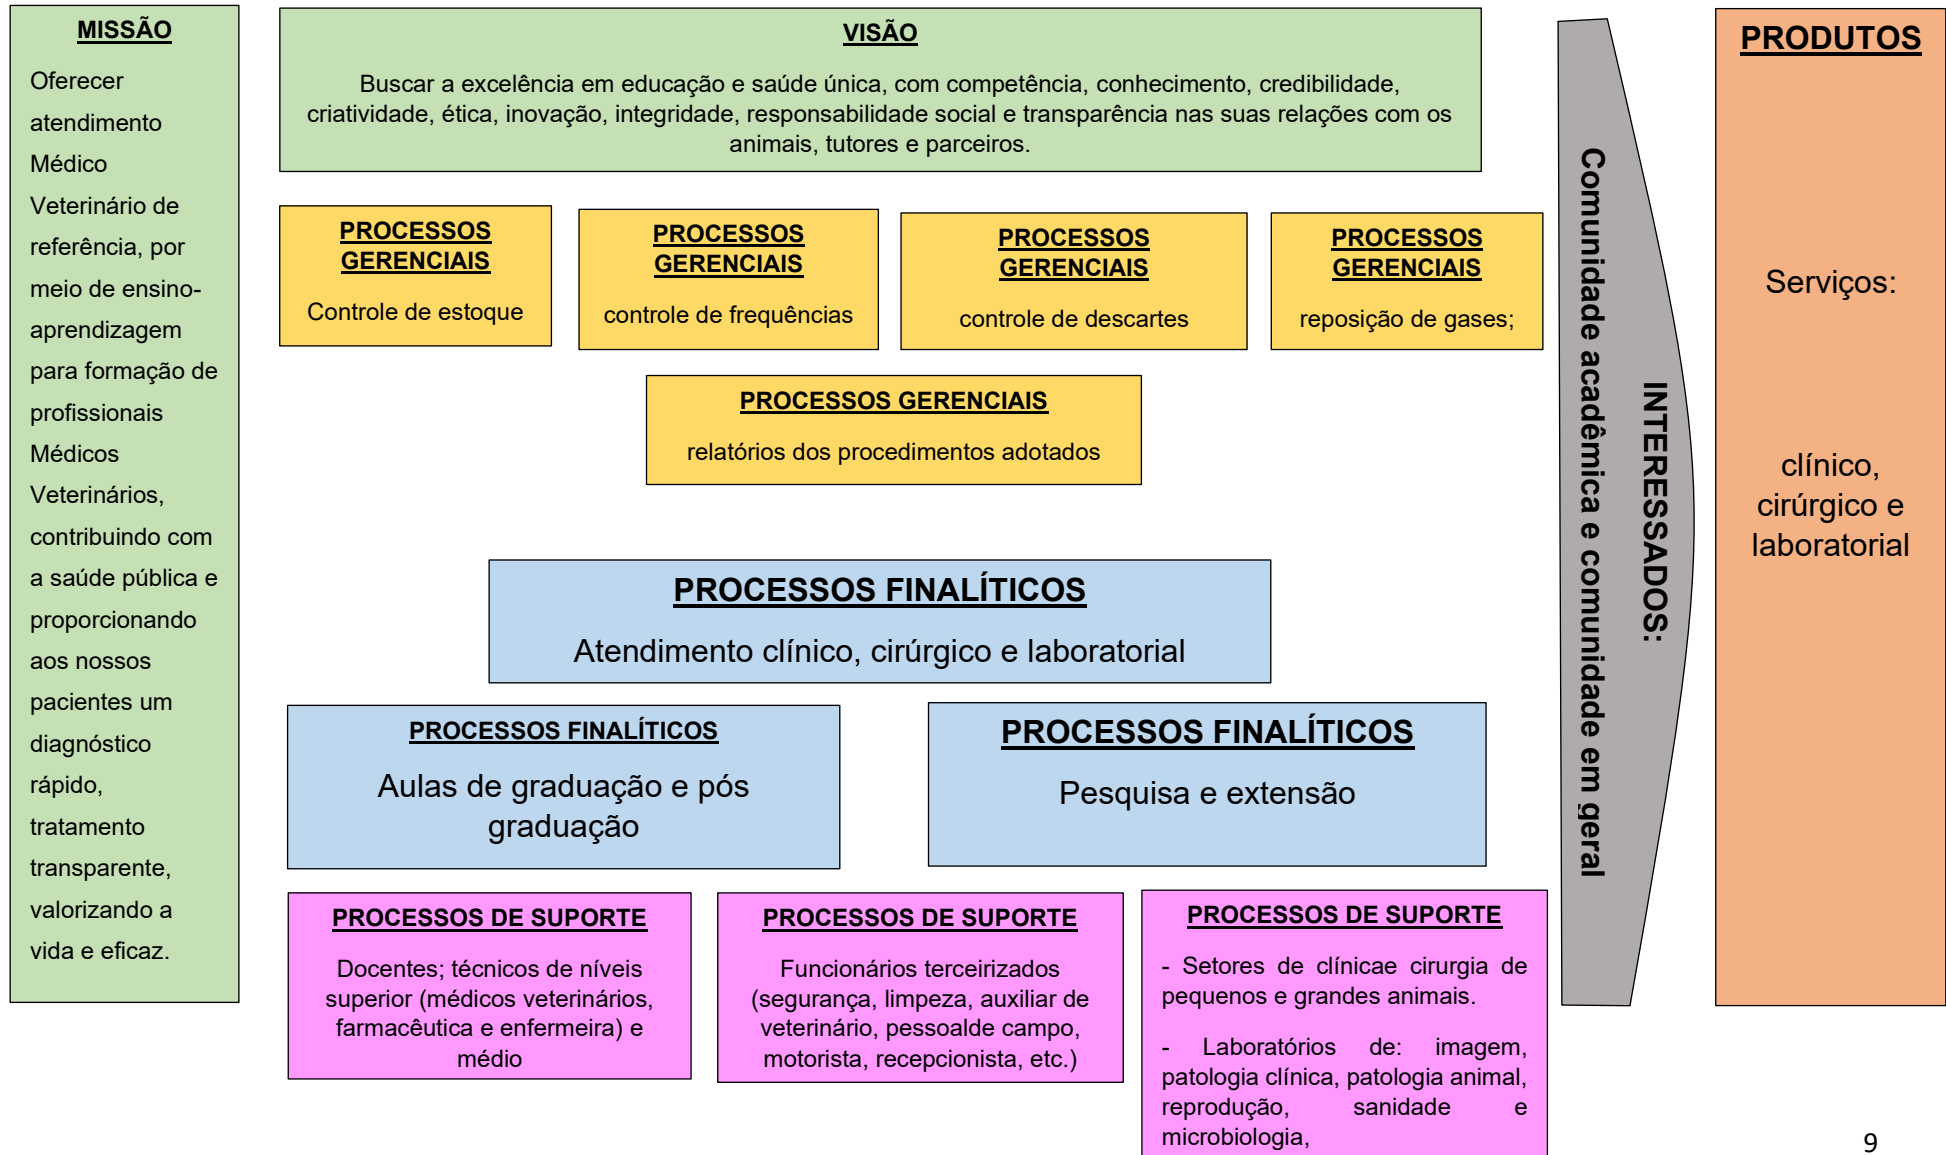 MISSÃO
Oferecer
atendimento
Médico
Veterinário de
referência, por
meio de ensino-
aprendizagem
para formação de
profissionais
Médicos
Veterinários,
contribuindo com
a saúde pública e
proporcionando
aos nossos
pacientes um
diagnóstico
rápido,
tratamento
transparente,
valorizando a
vida e eficaz.
VISÃO
Buscar a excelência em educação e saúde única, com competência, conhecimento, credibilidade,
criatividade, ética, inovação, integridade, responsabilidade social e transparência nas suas relações com os
animais, tutores e parceiros.
PROCESSOS
GERENCIAIS
Controle de estoque
PROCESSOS
GERENCIAIS
controle de frequências
PROCESSOS
GERENCIAIS
controle de descartes
PROCESSOS
GERENCIAIS
reposição de gases;
PROCESSOS GERENCIAIS
relatórios dos procedimentos adotados
PROCESSOS FINALÍTICOS
Atendimento clínico, cirúrgico e laboratorial
PROCESSOS FINALÍTICOS
Aulas de graduação e pós
graduação
PROCESSOS FINALÍTICOS
Pesquisa e extensão
PROCESSOS DE SUPORTE
Docentes; técnicos de níveis
superior (médicos veterinários,
farmacêutica e enfermeira) e
médio
PROCESSOS DE SUPORTE
Funcionários terceirizados
(segurança, limpeza, auxiliar de
veterinário, pessoalde campo,
motorista, recepcionista, etc.)
PROCESSOS DE SUPORTE
- Setores de clínicae cirurgia de
pequenos e grandes animais.
- Laboratórios de: imagem,
patologia clínica, patologia animal,
reprodução, sanidade e
microbiologia,
INTERESSADOS:
Comunidade acadêmica e comunidade em geral
PRODUTOS
Serviços:
clínico,
cirúrgico e
laboratorial
9